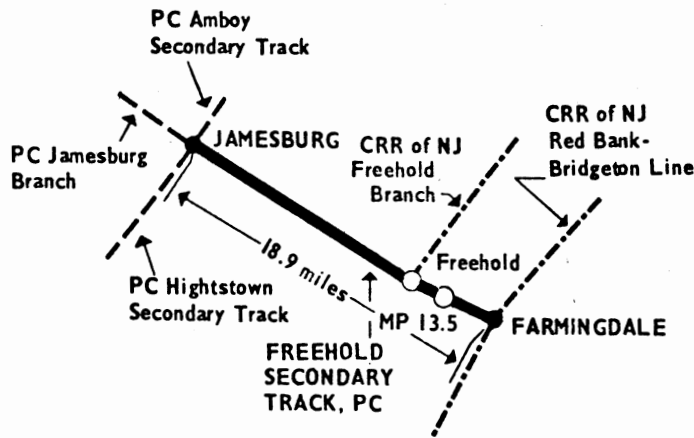 PC Amboy
Secondary Track
JAMESBURG
PC Jamesburg
Branch
CRR of NJ
Freehold
Branch
CRR of NJ
Red Bank-
Bridgeton Line
18.9 miles
Freehold
PC Hightstown
Secondary Track
MP 13.5
FARMINGDALE
FREEHOLD
SECONDARY
TRACK, PC